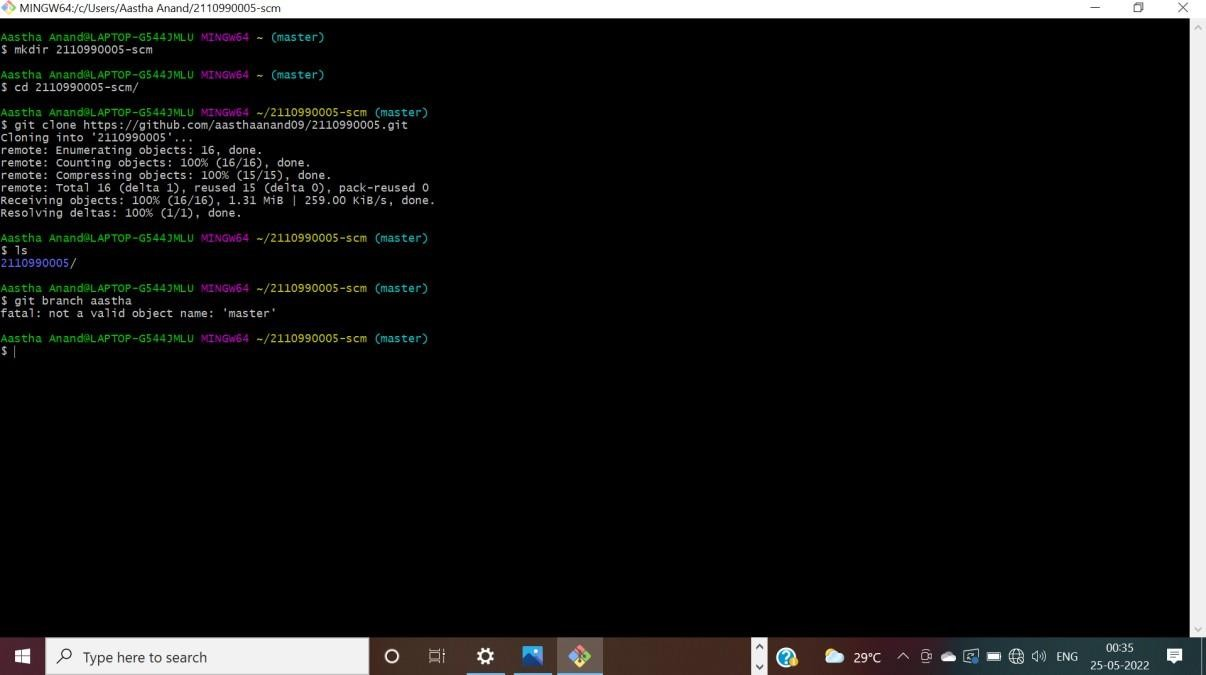 MINGW64:/c/Users/Aastha Anand/2110990005-scm
Aastha Anand@LAPTOP-G544JMLU MINGW64 ~ (master)
$ mkdir 2110990005-scm
Aastha Anand@LAPTOP-G544JMLU MINGW64 ~ (master)
$ cd 2110990005-scm/
Aastha Anand@LAPTOP-G544JMLU MINGW64 ~/2110990005-scm (master)
$ git clone https://github.com/aasthaanand09/2110990005.git
Cloning into '2110990005'...
remote: Enumerating objects: 16, done.
remote: Counting objects: 100% (16/16), done.
remote: Compressing objects: 100% (15/15), done.
remote: Total 16 (delta 1), reused 15 (delta 0), pack-reused 0
Receiving objects: 100% (16/16), 1.31 MiB | 259.00 KiB/s, done.
Resolving deltas: 100% (1/1), done.
Aastha Anand@LAPTOP-G544JMLU MINGW64 ~/2110990005-scm (master)
$ ls
2110990005/
Aastha Anand@LAPTOP-G544JMLU MINGW64 ~/2110990005-scm (master)
$ git branch aastha
fatal: not a valid object name: 'master'
Aastha Anand@LAPTOP-G544JMLU MINGW64 ~/2110990005-scm (master)
$
Type here to search
29°C
ENG
00:35
25-05-2022